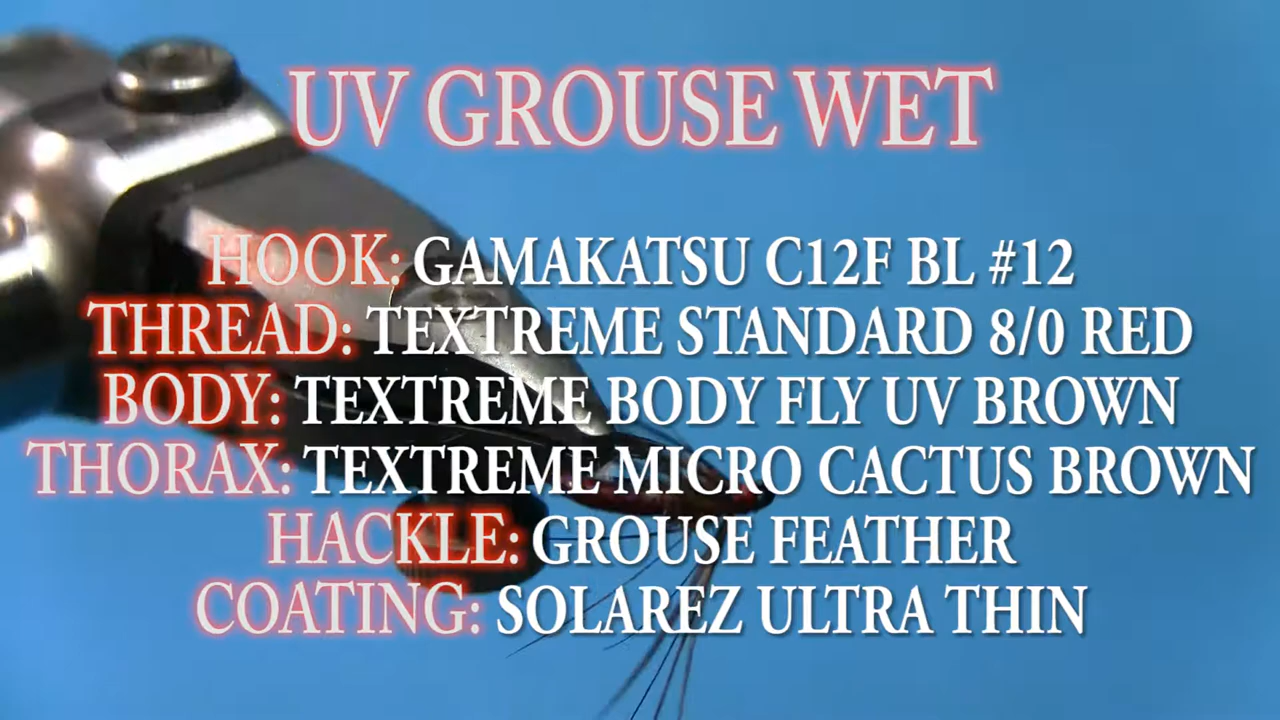 UV GROUSE WET
HOOK: GAMAKATSU C12F BL #12
THREAD: TEXTREME STANDARD 8/0 RED
BODY: TEXTREME BODY FLY UV BROWN
THORAX: TEXTREME MICRO CACTUS BROWN
HACKLE: GROUSE FEATHER
COATING: SOLAREZ ULTRA THIN